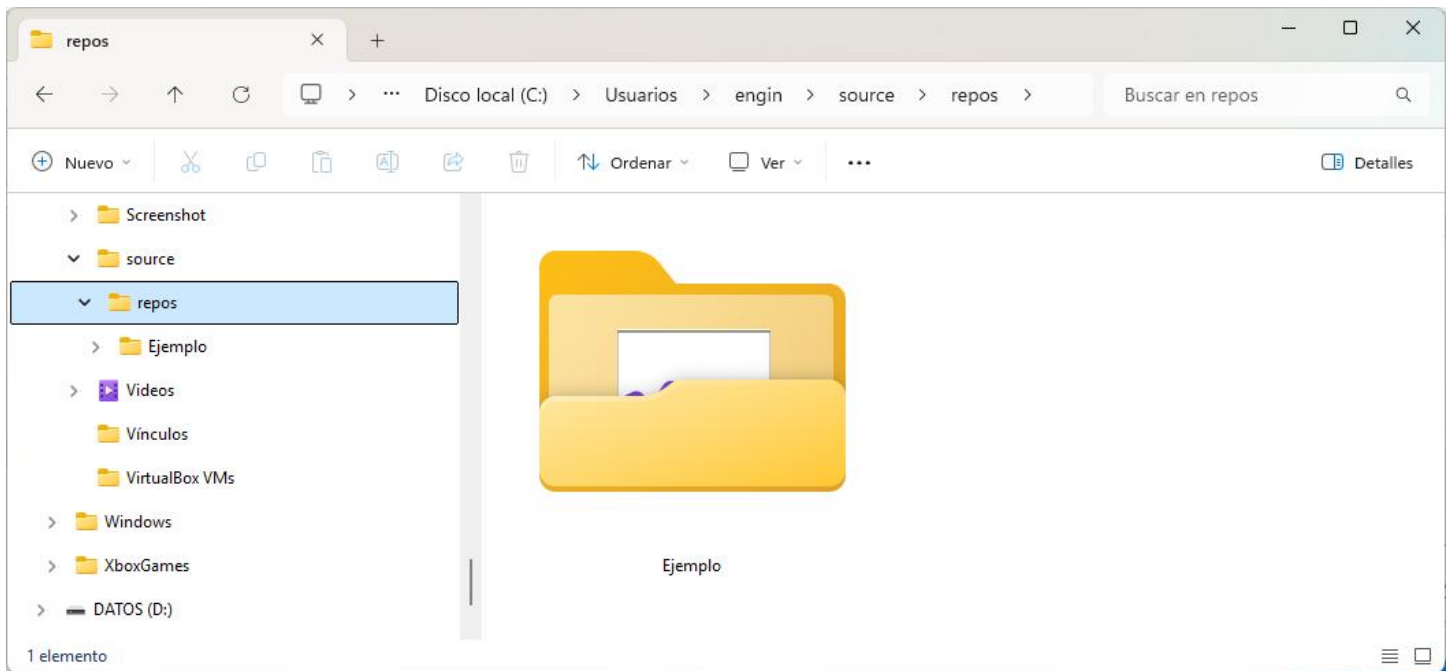 repos
Disco local (C:) > Usuarios > engin > source > repos >
Buscar en repos
Nuevo
Ordenar
Ver
Detalles
Screenshot
source
repos
Ejemplo
Videos
Vínculos
VirtualBox VMs
Windows
XboxGames
DATOS (D:)
Ejemplo
1 elemento